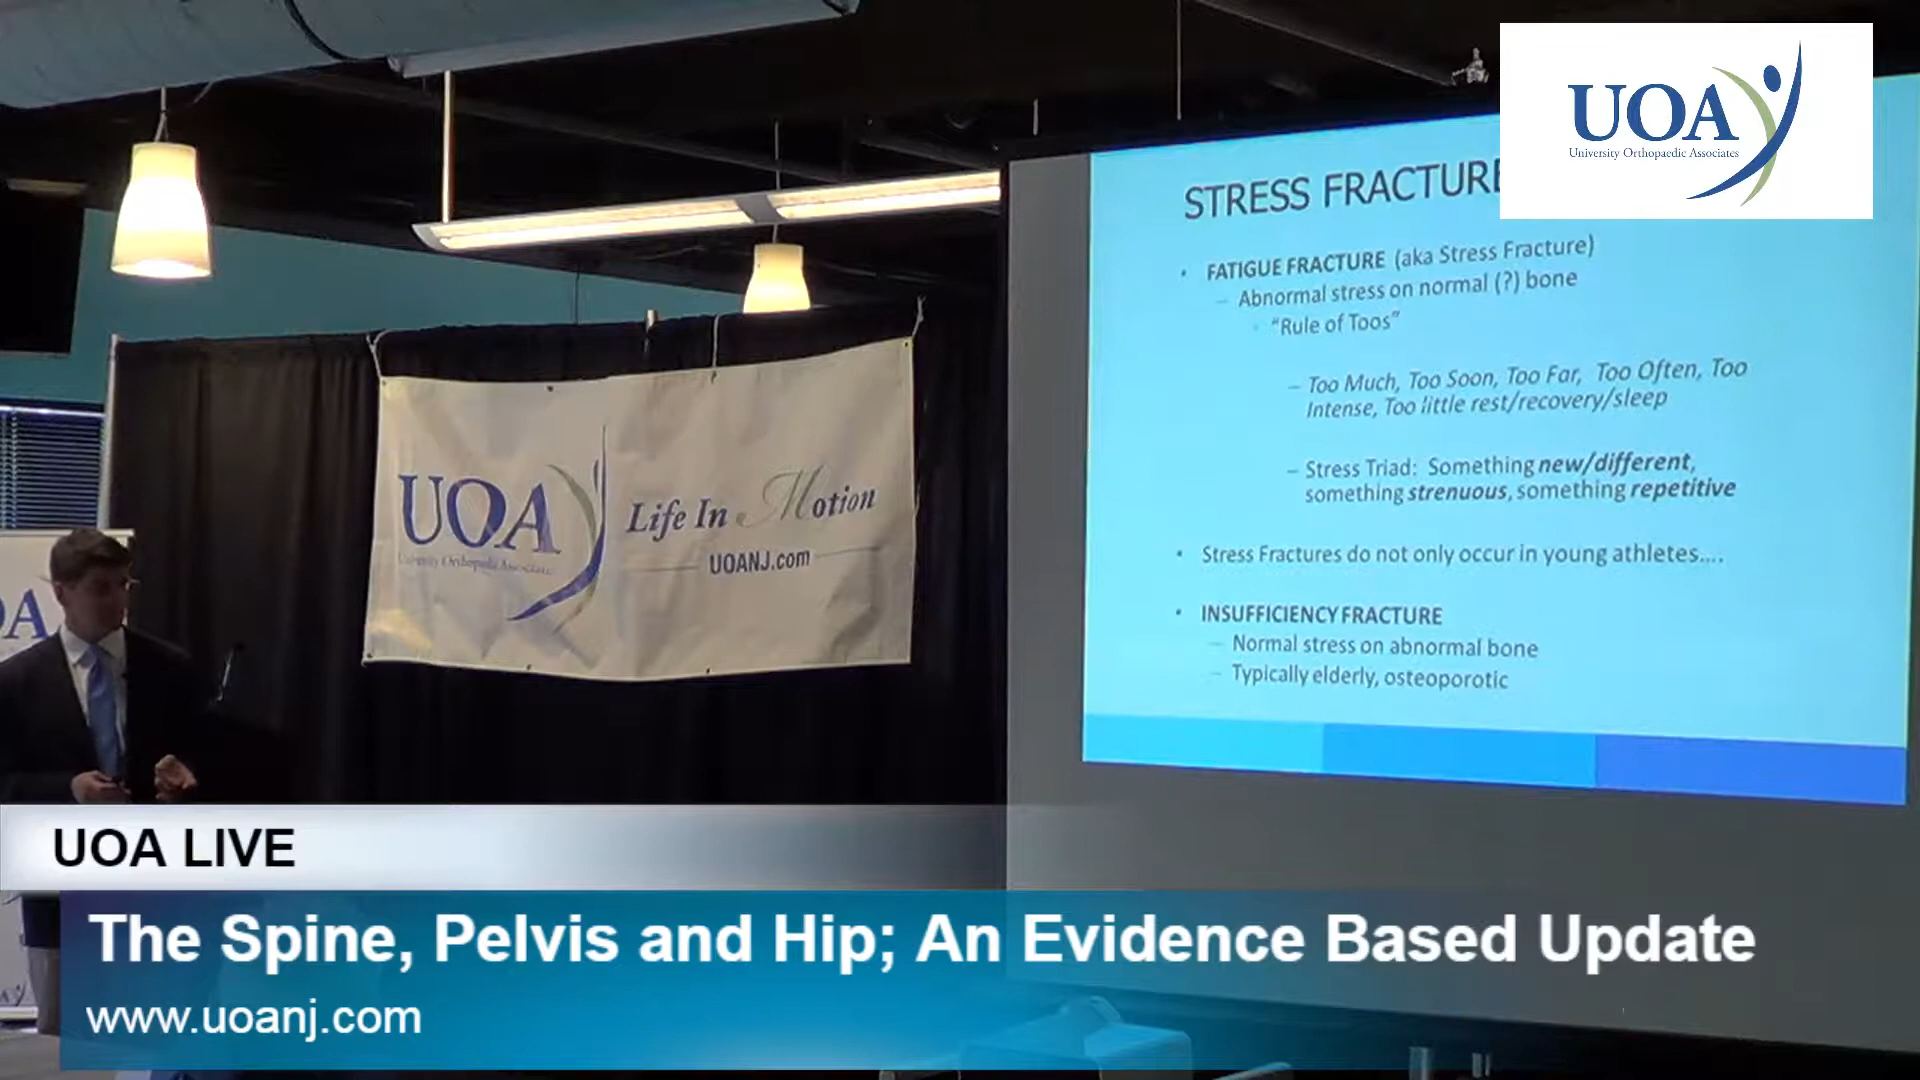 UOA
University Orthopaedic Associates
STRESS FRACTURE
• FATIGUE FRACTURE (aka Stress Fracture)
– Abnormal stress on normal (?) bone
• "Rule of Toos"
– Too Much, Too Soon, Too Far, Too Often, Too
Intense, Too little rest/recovery/sleep
– Stress Triad: Something new/different,
something strenuous, something repetitive
• Stress Fractures do not only occur in young athletes....
• INSUFFICIENCY FRACTURE
– Normal stress on abnormal bone
– Typically elderly, osteoporotic
UOA
University Orthopaedic Associates
Life In Motion
UOANJ.com
OA
UOA LIVE
The Spine, Pelvis and Hip; An Evidence Based Update
www.uoanj.com